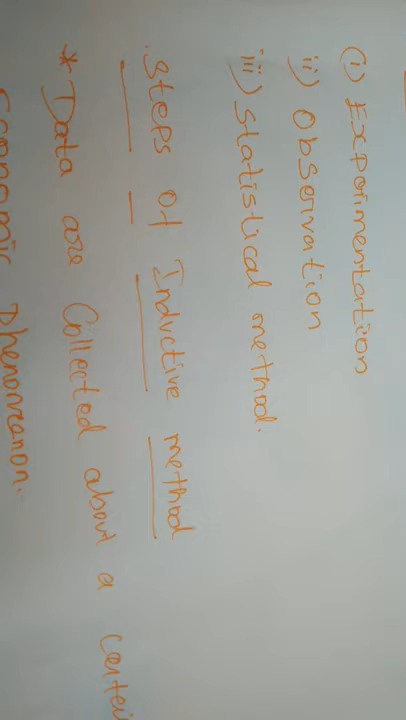 (i) Experimentation
ii) Observation
iii) Statistical method.
Steps of Inductive method
* Data are Collected about a
Economic Phenomenon.